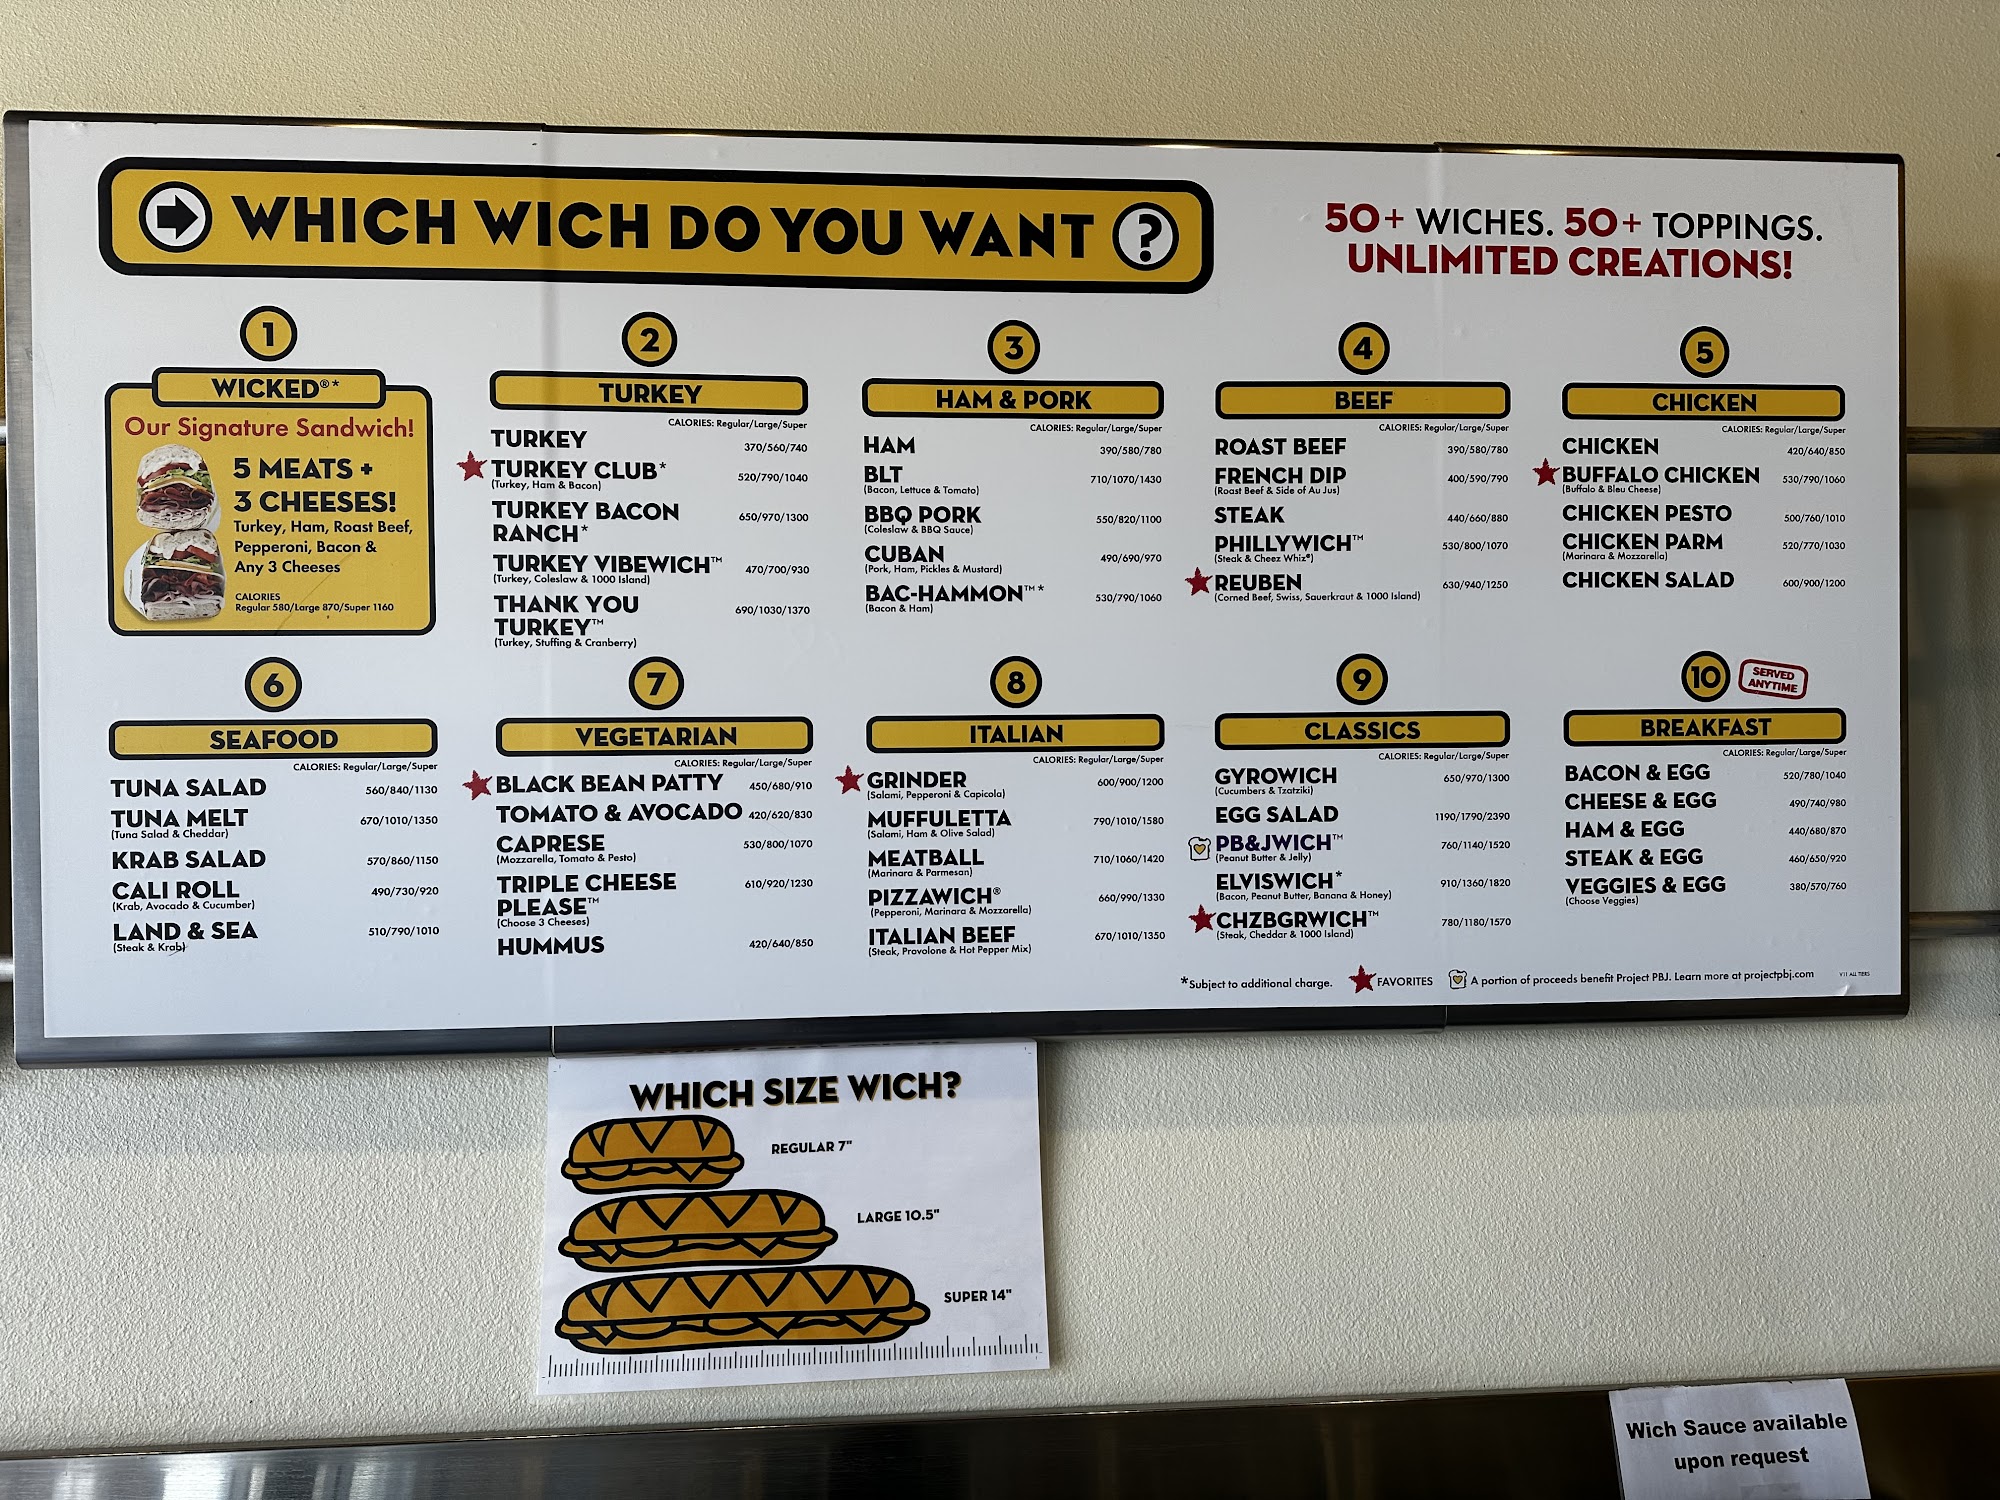 WHICH WICH DO YOU WANT ?
50+ WICHES. 50+ TOPPINGS.
UNLIMITED CREATIONS!
1
WICKED®*
Our Signature Sandwich!
5 MEATS +
3 CHEESES!
Turkey, Ham, Roast Beef,
Pepperoni, Bacon &
Any 3 Cheeses
CALORIES
Regular 580/Large 870/Super 1160
2
TURKEY
CALORIES: Regular/Large/Super
TURKEY 370/560/740
TURKEY CLUB* 520/790/1040
(Turkey, Ham & Bacon)
TURKEY BACON 650/970/1300
RANCH*
TURKEY VIBEWICH™ 470/700/930
(Turkey, Coleslaw & 1000 Island)
THANK YOU 690/1030/1370
TURKEY™
(Turkey, Stuffing & Cranberry)
3
HAM & PORK
CALORIES: Regular/Large/Super
HAM 390/580/780
BLT 710/1070/1430
(Bacon, Lettuce & Tomato)
BBQ PORK 550/820/1100
(Coleslaw & BBQ Sauce)
CUBAN 490/690/970
(Pork, Ham, Pickles & Mustard)
BAC-HAMMON™* 530/790/1060
(Bacon & Ham)
4
BEEF
CALORIES: Regular/Large/Super
ROAST BEEF 390/580/780
FRENCH DIP 400/590/790
(Roast Beef & Side of Au Jus)
STEAK 440/660/880
PHILLYWICH™ 530/800/1070
(Steak & Cheez Whiz®)
REUBEN 630/940/1250
(Corned Beef, Swiss, Sauerkraut & 1000 Island)
5
CHICKEN
CALORIES: Regular/Large/Super
CHICKEN 420/640/850
BUFFALO CHICKEN 530/790/1060
(Buffalo & Bleu Cheese)
CHICKEN PESTO 500/760/1010
CHICKEN PARM 520/770/1030
(Marinara & Mozzarella)
CHICKEN SALAD 600/900/1200
6
SEAFOOD
CALORIES: Regular/Large/Super
TUNA SALAD 560/840/1130
TUNA MELT 670/1010/1350
(Tuna Salad & Cheddar)
KRAB SALAD 570/860/1150
CALI ROLL 490/730/920
(Krab, Avocado & Cucumber)
LAND & SEA 510/790/1010
(Steak & Krab)
7
VEGETARIAN
CALORIES: Regular/Large/Super
BLACK BEAN PATTY 450/680/910
TOMATO & AVOCADO 420/620/830
CAPRESE 530/800/1070
(Mozzarella, Tomato & Pesto)
TRIPLE CHEESE 610/920/1230
PLEASE™
(Choose 3 Cheeses)
HUMMUS 420/640/850
8
ITALIAN
CALORIES: Regular/Large/Super
GRINDER 600/900/1200
(Salami, Pepperoni & Capicola)
MUFFULETTA 790/1010/1580
(Salami, Ham & Olive Salad)
MEATBALL 710/1060/1420
(Marinara & Parmesan)
PIZZAWICH® 660/990/1330
(Pepperoni, Marinara & Mozzarella)
ITALIAN BEEF 670/1010/1350
(Steak, Provolone & Hot Pepper Mix)
9
CLASSICS
CALORIES: Regular/Large/Super
GYROWICH 650/970/1300
(Cucumbers & Tzatziki)
EGG SALAD 1190/1790/2390
PB&JWICH™ 760/1140/1520
(Peanut Butter & Jelly)
ELVISWICH* 910/1360/1820
(Bacon, Peanut Butter, Banana & Honey)
CHZBGRWICH™ 780/1180/1570
(Steak, Cheddar & 1000 Island)
10
SERVED
ANYTIME
BREAKFAST
CALORIES: Regular/Large/Super
BACON & EGG 520/780/1040
CHEESE & EGG 490/740/980
HAM & EGG 440/680/870
STEAK & EGG 460/650/920
VEGGIES & EGG 380/570/760
(Choose Veggies)
*Subject to additional charge. FAVORITES A portion of proceeds benefit Project PBJ. Learn more at projectpbj.com V11 ALL TIERS
WHICH SIZE WICH?
REGULAR 7"
LARGE 10.5"
SUPER 14"
Wich Sauce available
upon request